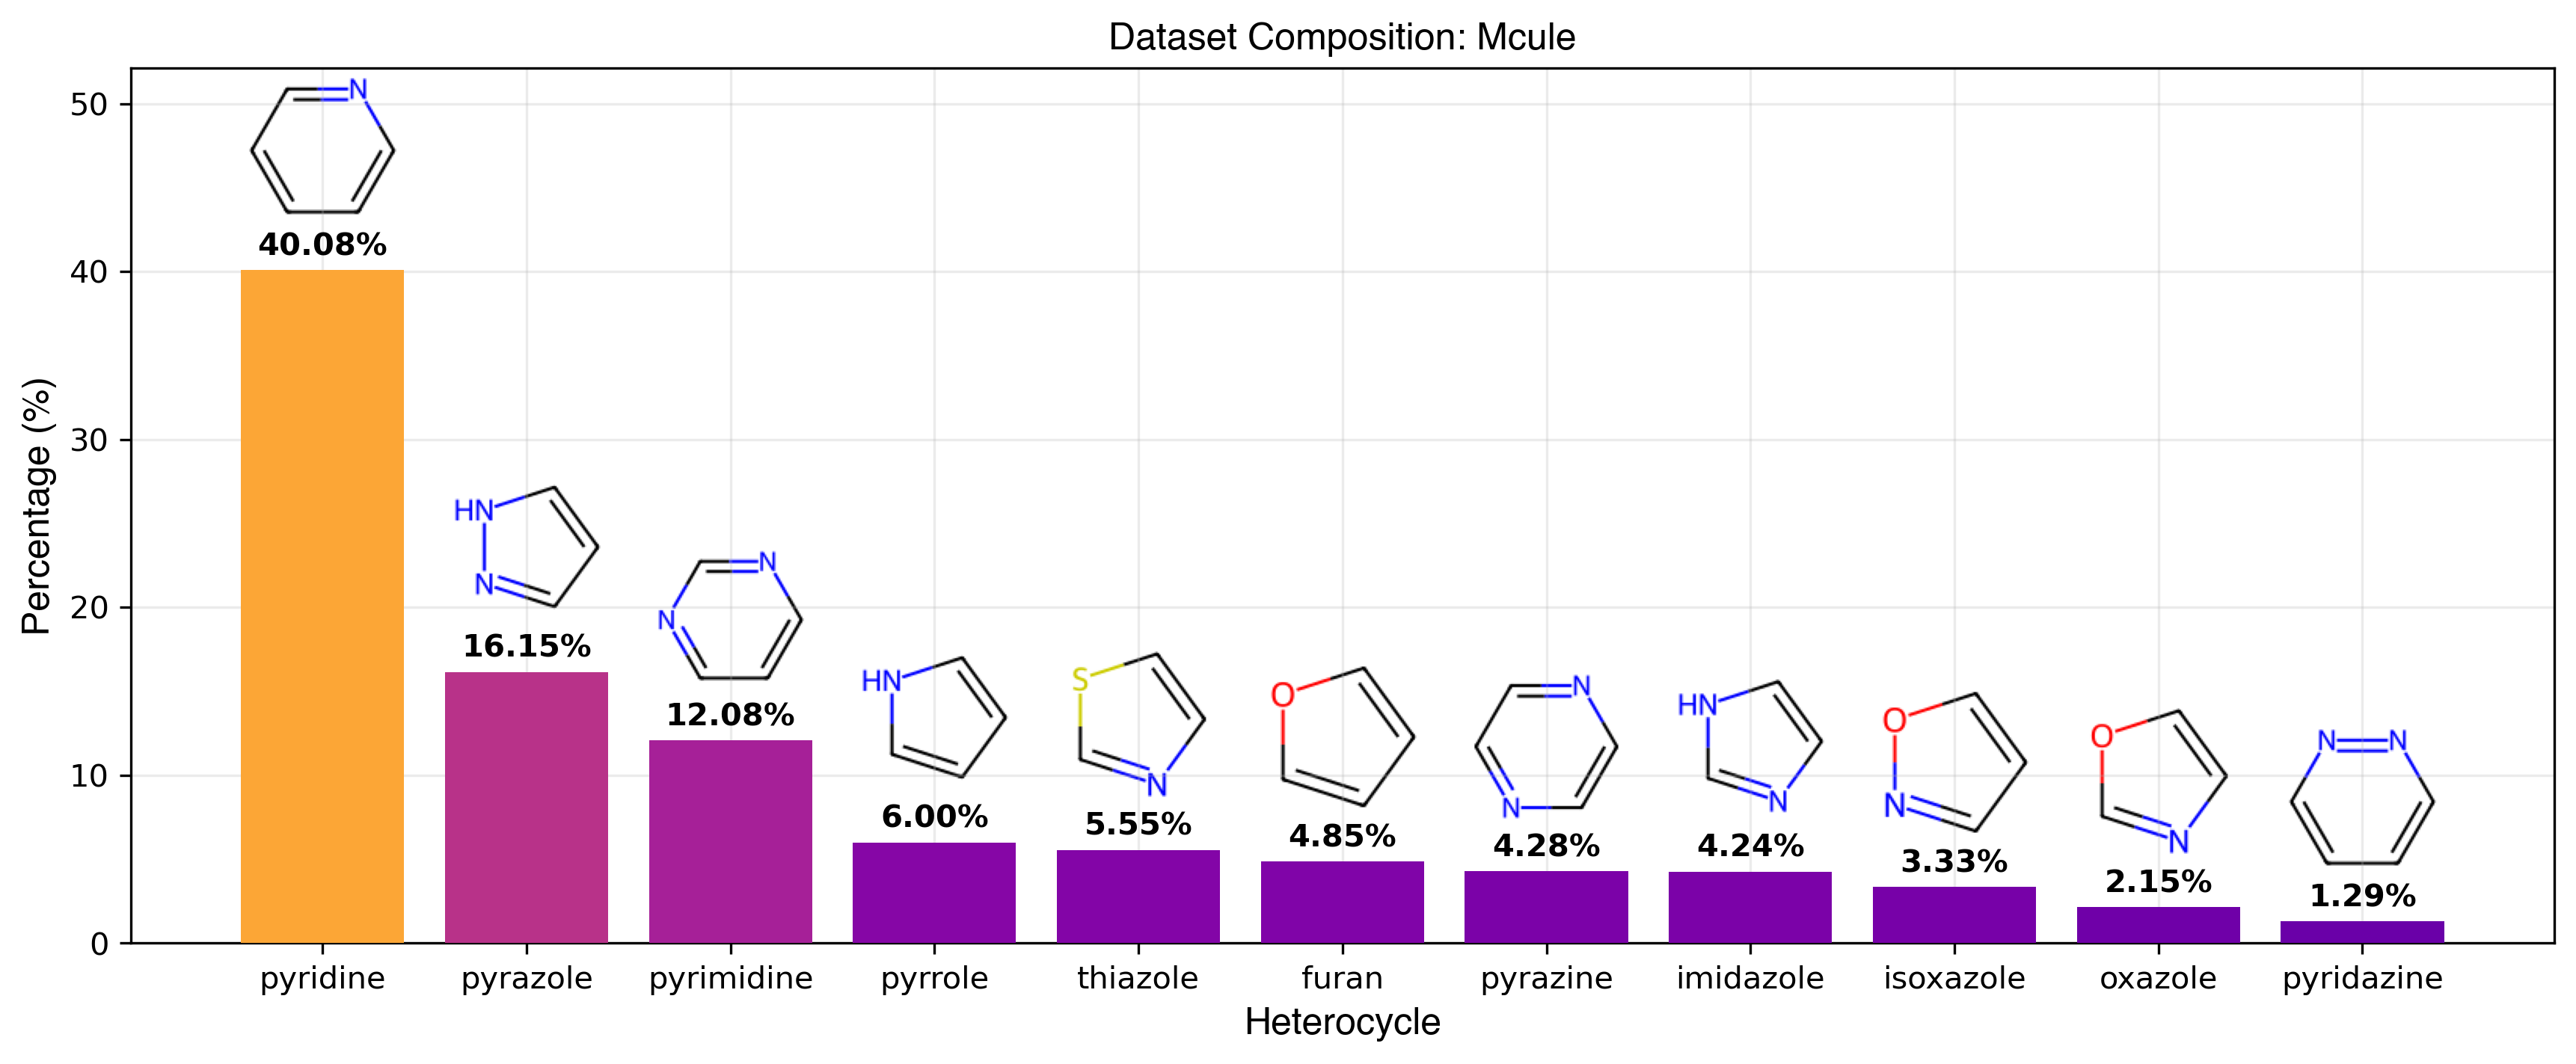 Dataset Composition: Mcule
Percentage (%)
50
40
30
20
10
0
N
40.08%
HN
N
16.15%
N
N
12.08%
HN
6.00%
S
N
5.55%
O
4.85%
N
N
4.28%
HN
N
4.24%
O
N
3.33%
O
N
2.15%
N N
1.29%
pyridine pyrazole pyrimidine pyrrole thiazole furan pyrazine imidazole isoxazole oxazole pyridazine
Heterocycle